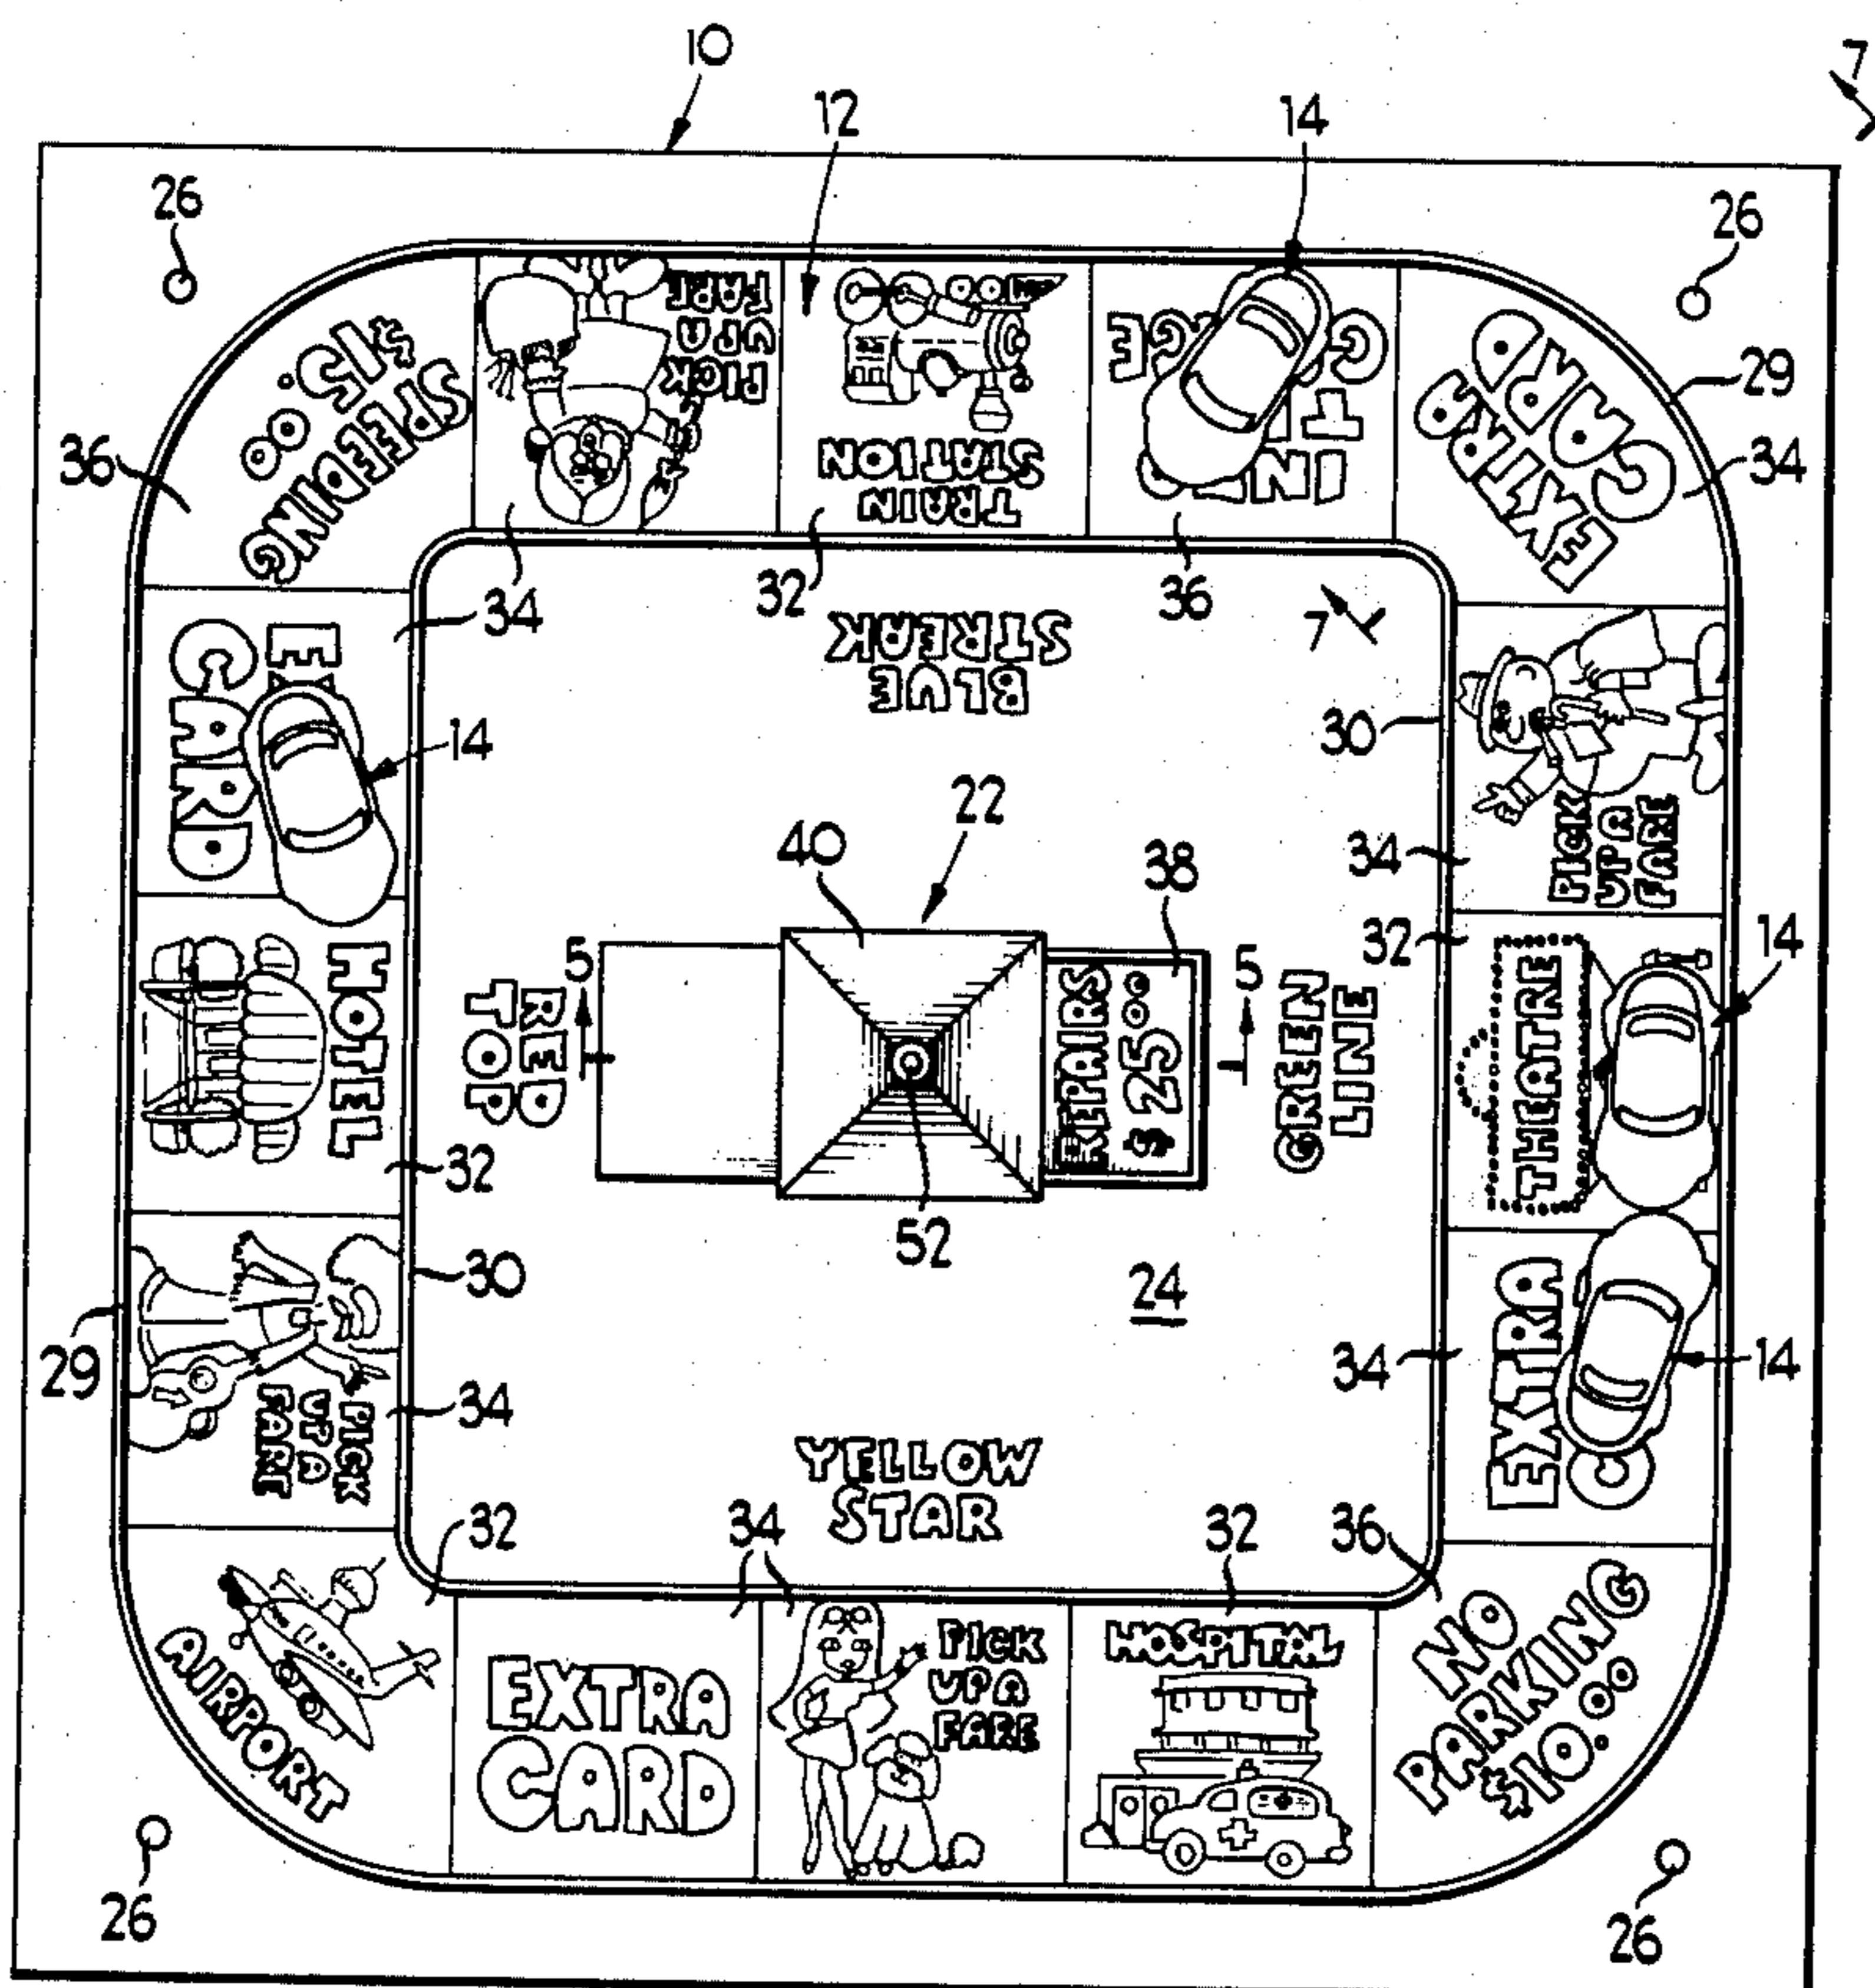 10
7
12
14
26
26
29
$15.00
SPEEDING
36
PICK
UP A
FARE
TRAIN
STATION
34
32
36
EXTRA
CARD
34
34
CARD
14
BLUE
STREAK
7
30
PICK
UP A
FARE
34
22
40
38
HOTEL
32
RED
TOP
5
REPAIRS
$25.00
5
GREEN
LINE
32
THEATRE
14
52
30
24
29
PICK
UP A
FARE
34
34
EXTRA
14
YELLOW
STAR
32
34
32
36
AIRPORT
EXTRA
CARD
PICK
UP A
FARE
HOSPITAL
NO
PARKING
$10.00
26
26